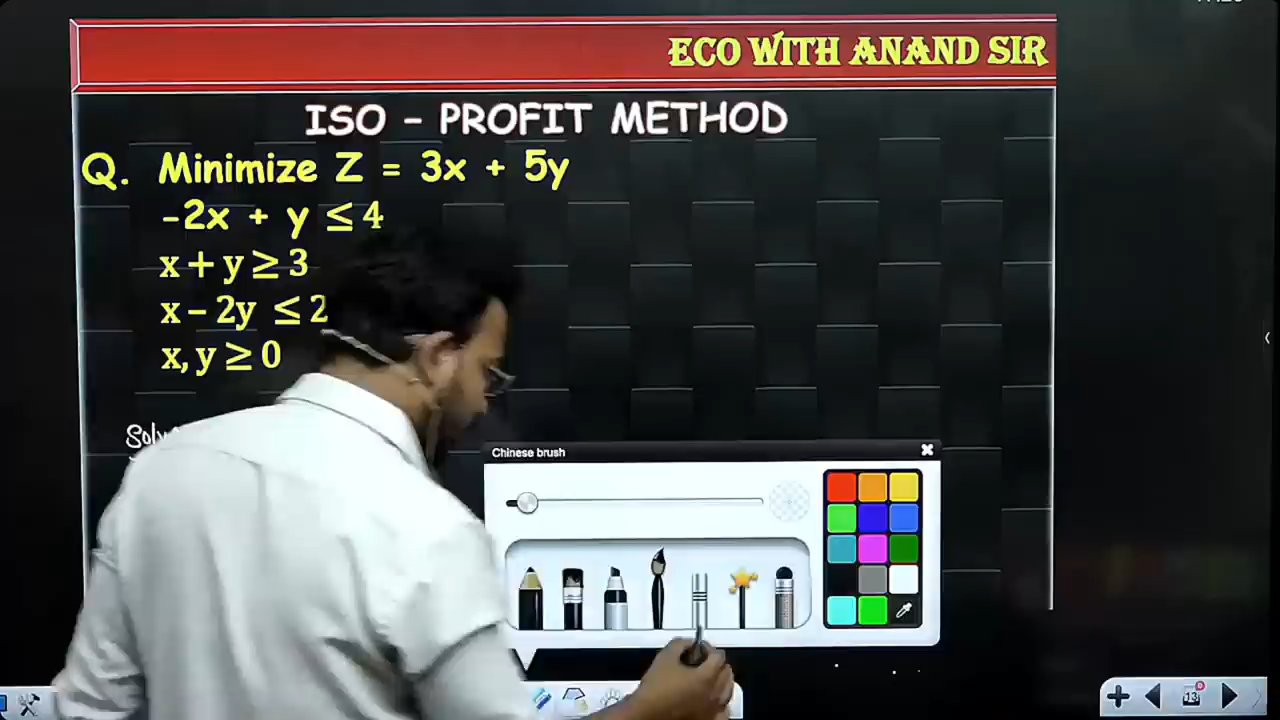 ECO WITH ANAND SIR
ISO – PROFIT METHOD
Q. Minimize Z = 3x + 5y
-2x + y ≤ 4
x + y ≥ 3
x – 2y ≤ 2
x, y ≥ 0
Chinese brush